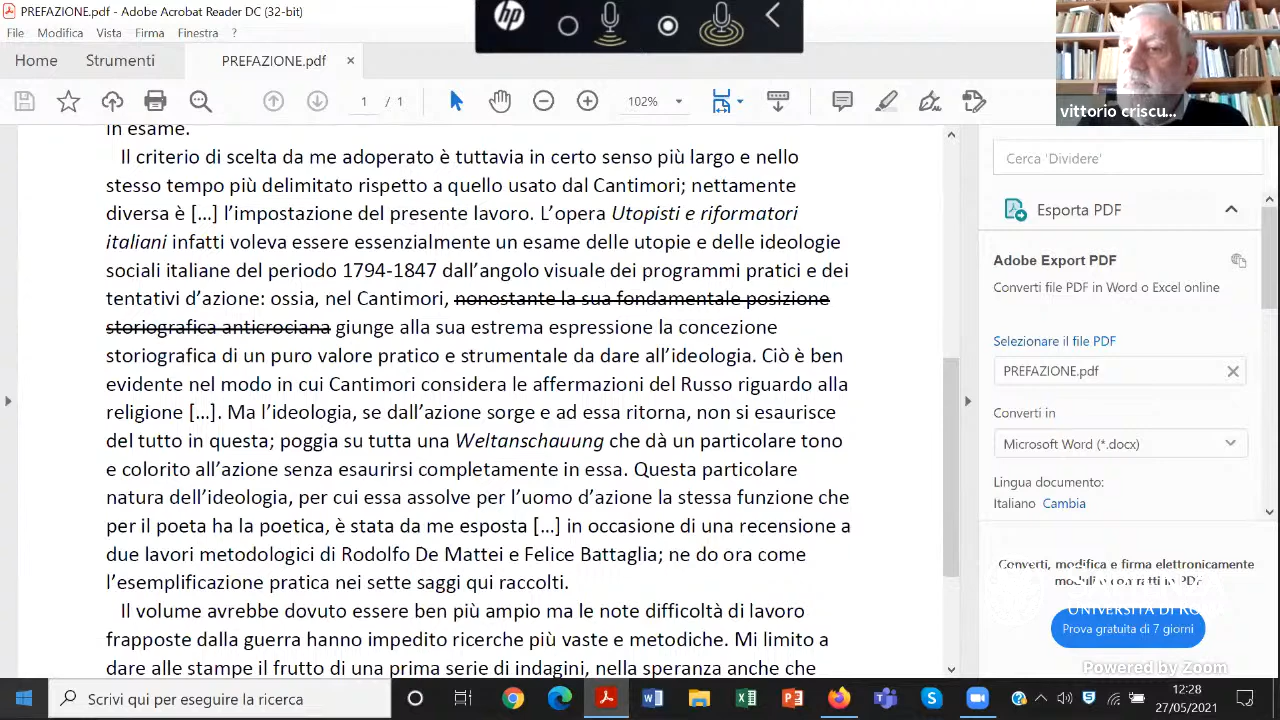 PREFAZIONE.pdf - Adobe Acrobat Reader DC (32-bit)
File Modifica Vista Firma Finestra ?
Home Strumenti PREFAZIONE.pdf ×
1 / 1 102%
hp
vittorio criscu...
in esame.
Il criterio di scelta da me adoperato è tuttavia in certo senso più largo e nello
stesso tempo più delimitato rispetto a quello usato dal Cantimori; nettamente
diversa è [...] l’impostazione del presente lavoro. L’opera Utopisti e riformatori
italiani infatti voleva essere essenzialmente un esame delle utopie e delle ideologie
sociali italiane del periodo 1794-1847 dall’angolo visuale dei programmi pratici e dei
tentativi d’azione: ossia, nel Cantimori, nonostante la sua fondamentale posizione
storiografica anticrociana giunge alla sua estrema espressione la concezione
storiografica di un puro valore pratico e strumentale da dare all’ideologia. Ciò è ben
evidente nel modo in cui Cantimori considera le affermazioni del Russo riguardo alla
religione [...]. Ma l’ideologia, se dall’azione sorge e ad essa ritorna, non si esaurisce
del tutto in questa; poggia su tutta una Weltanschauung che dà un particolare tono
e colorito all’azione senza esaurirsi completamente in essa. Questa particolare
natura dell’ideologia, per cui essa assolve per l’uomo d’azione la stessa funzione che
per il poeta ha la poetica, è stata da me esposta [...] in occasione di una recensione a
due lavori metodologici di Rodolfo De Mattei e Felice Battaglia; ne do ora come
l’esemplificazione pratica nei sette saggi qui raccolti.
Il volume avrebbe dovuto essere ben più ampio ma le note difficoltà di lavoro
frapposte dalla guerra hanno impedito ricerche più vaste e metodiche. Mi limito a
dare alle stampe il frutto di una prima serie di indagini, nella speranza anche che
Cerca 'Dividere'
Esporta PDF
Adobe Export PDF
Converti file PDF in Word o Excel online
Selezionare il file PDF
PREFAZIONE.pdf
Converti in
Microsoft Word (*.docx)
Lingua documento:
Italiano Cambia
Converti, modifica e firma elettronicamente
UNIVERSITÀ DI
Prova gratuita di 7 giorni
Powered by Zoom
Scrivi qui per eseguire la ricerca
12:28
27/05/2021